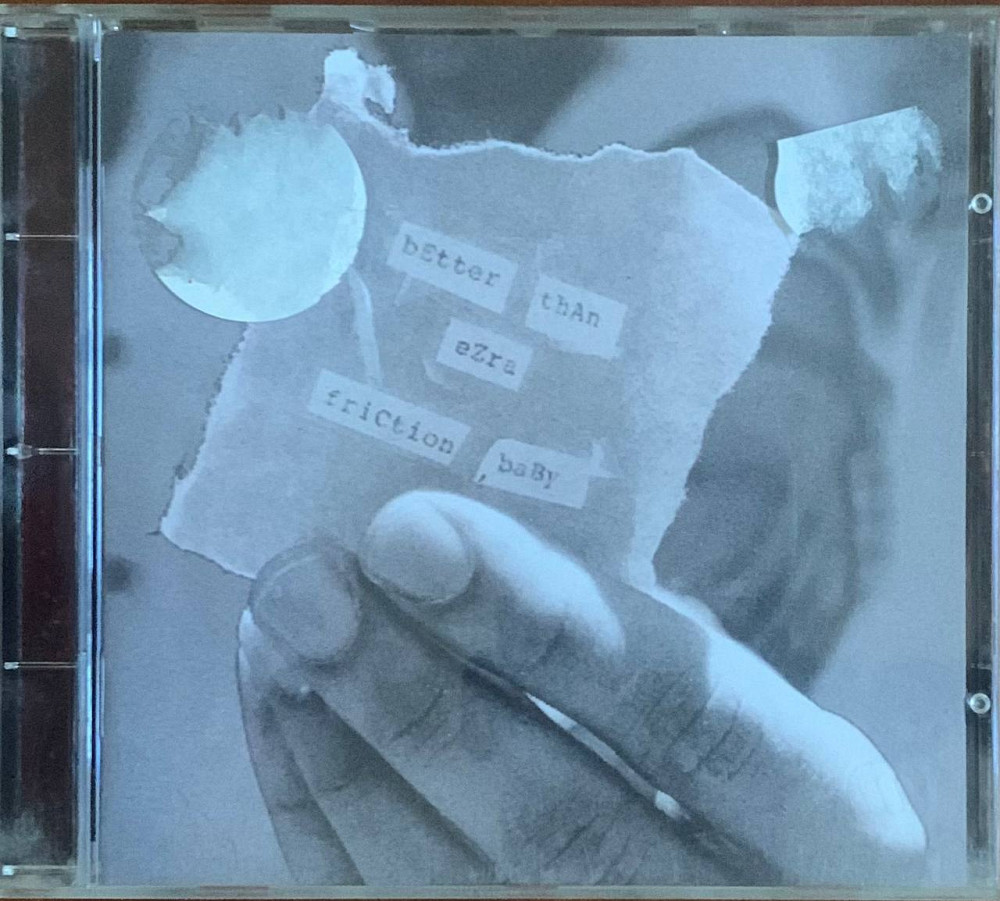 bEtter thAn
eZra
friCtion, baBy